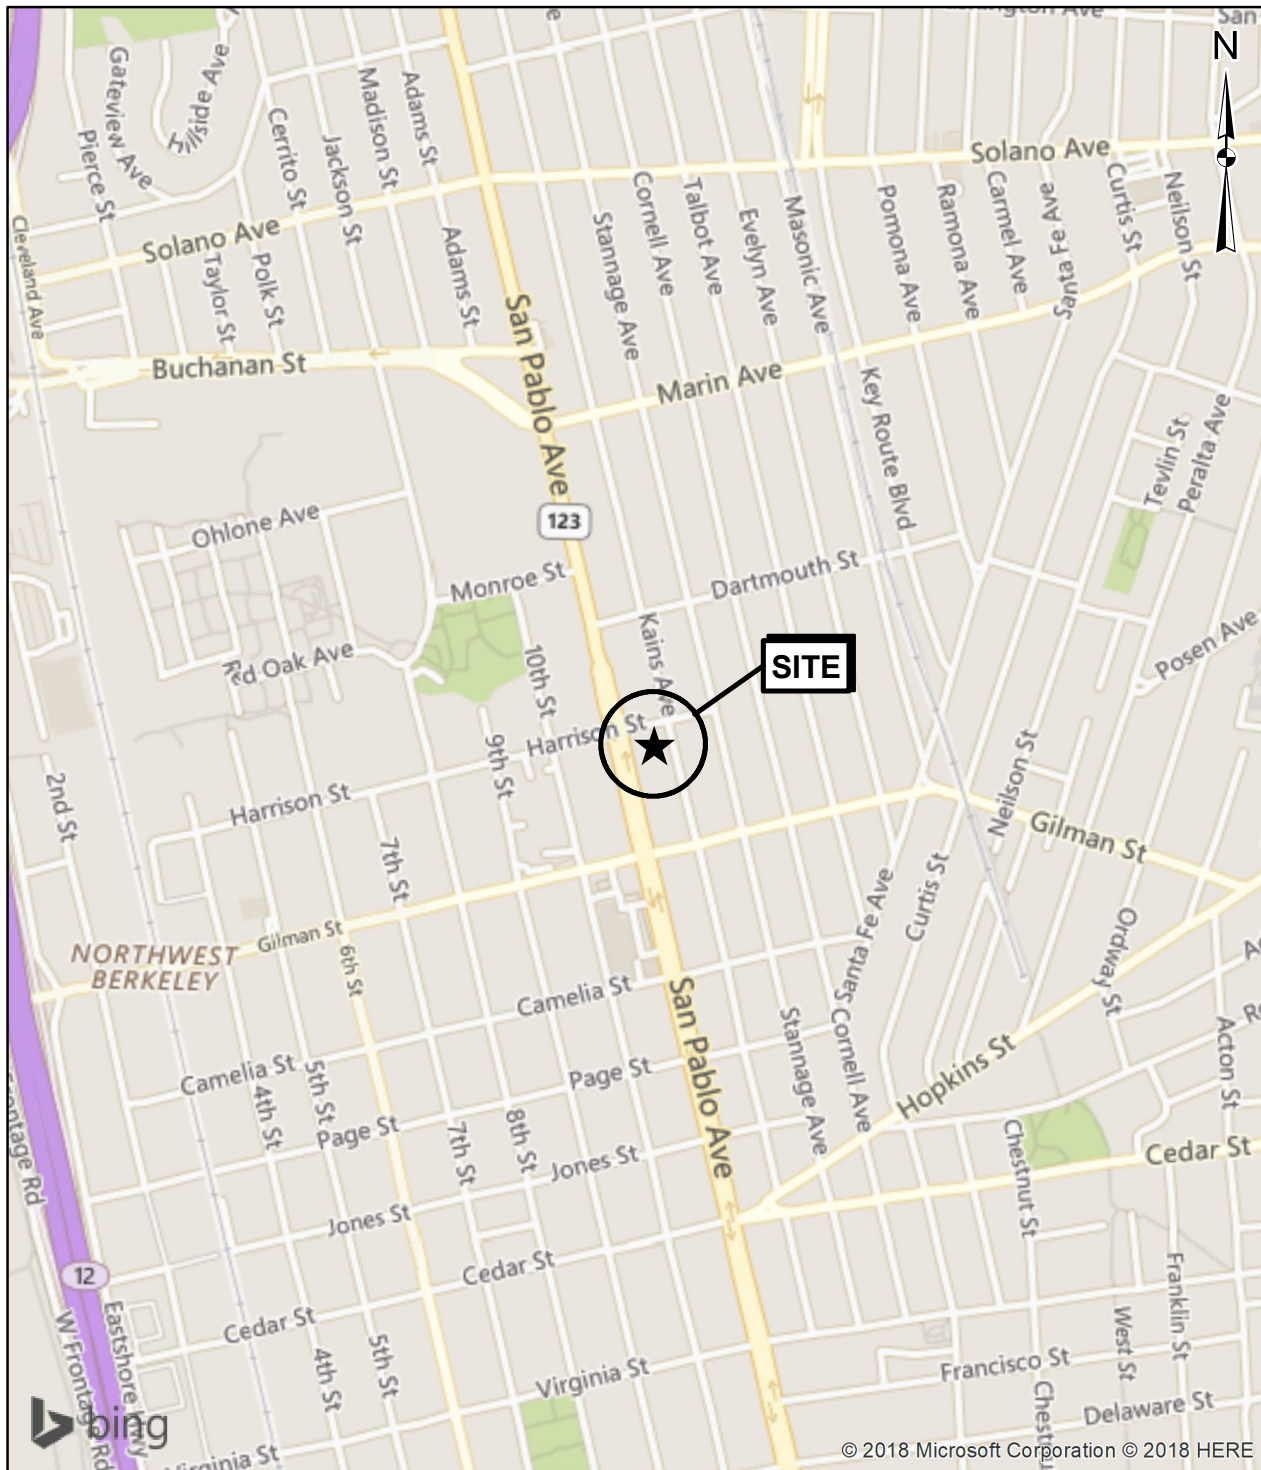 San
N
Gateview Ave
Hillside Ave
Pierce St
Cerrito St
Jackson St
Madison St
Adams St
Solano Ave
Cleveland Ave
Solano Ave
Taylor St
Polk St
Adams St
Stannage Ave
Cornell Ave
Talbot Ave
Evelyn Ave
Masonic Ave
Pomona Ave
Ramona Ave
Carmel Ave
Santa Fe Ave
Curtis St
Neilson St
Buchanan St
San Pablo Ave
Marin Ave
Key Route Blvd
Tevlin St
Peralta Ave
123
Ohlone Ave
Monroe St
Dartmouth St
Kains Ave
Posen Ave
Red Oak Ave
10th St
SITE
Harrison St
9th St
2nd St
Harrison St
Neilson St
Gilman St
7th St
Curtis St
Santa Fe Ave
Ordway St
NORTHWEST
BERKELEY
Gilman St
6th St
Camelia St
San Pablo Ave
Stannage Ave
Cornell Ave
Acton St
Hopkins St
Camelia St
5th St
4th St
Page St
Page St
8th St
7th St
Jones St
Chestnut St
Cedar St
Jones St
Cedar St
12
Franklin St
West St
Eastshore Hwy
W Frontage Rd
Cedar St
4th St
5th St
Virginia St
Francisco St
Delaware St
bing
Virginia St
© 2018 Microsoft Corporation © 2018 HERE